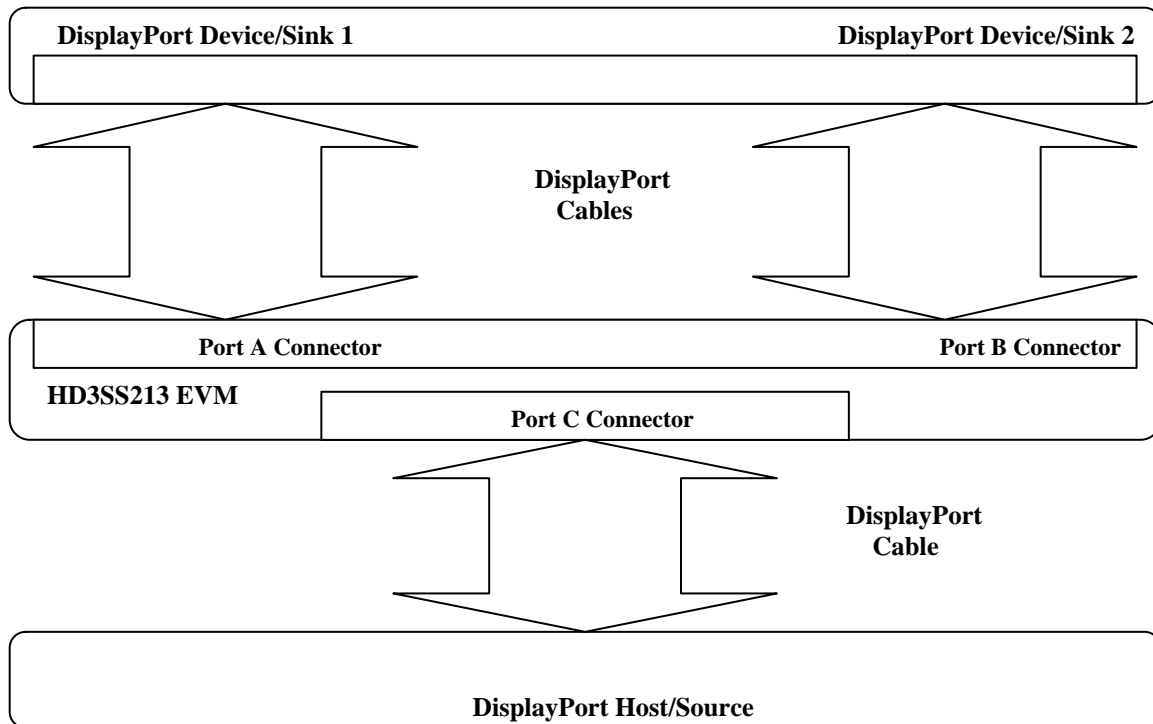 DisplayPort Device/Sink 1
DisplayPort Device/Sink 2
DisplayPort
Cables
Port A Connector
Port B Connector
HD3SS213 EVM
Port C Connector
DisplayPort
Cable
DisplayPort Host/Source